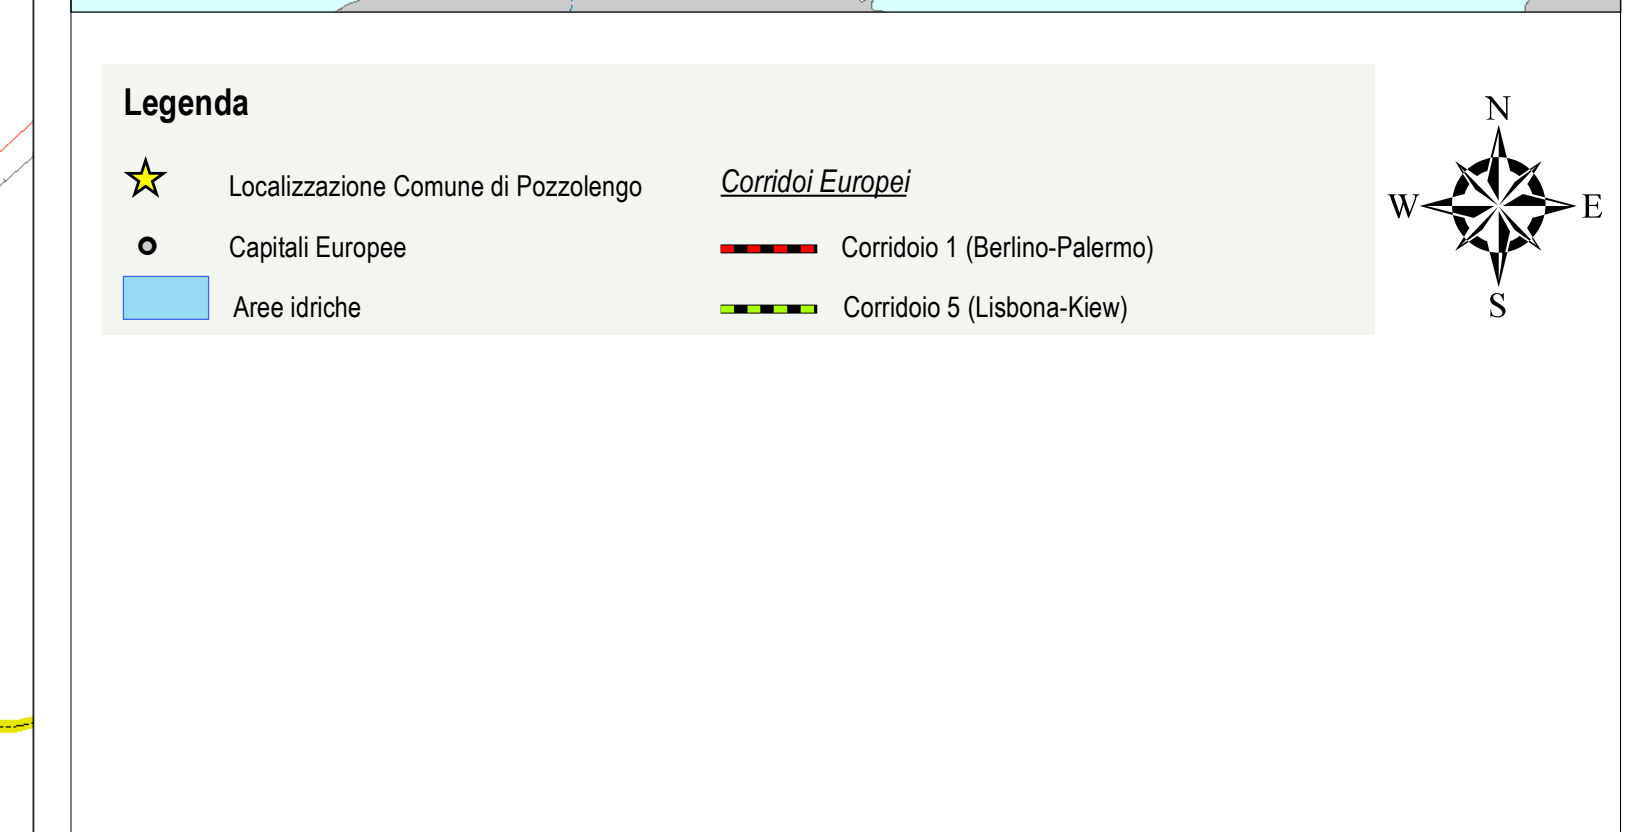 Legenda
Localizzazione Comune di Pozzolengo
Capitali Europee
Aree idriche
Corridoi Europei
Corridoio 1 (Berlino-Palermo)
Corridoio 5 (Lisbona-Kiew)
N
W E
S